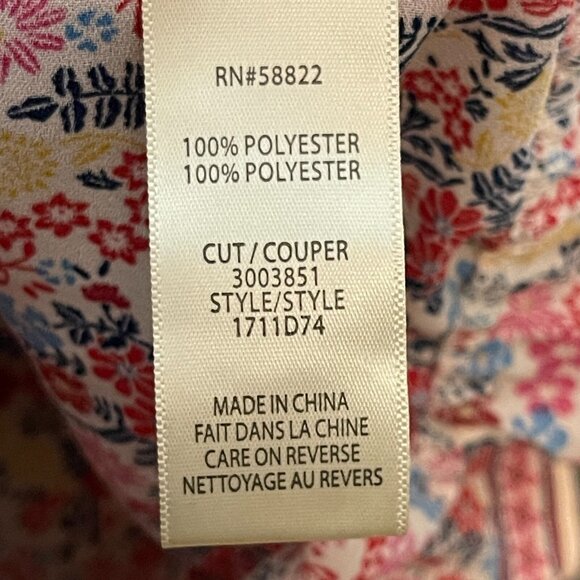 RN#58822
100% POLYESTER
100% POLYESTER
CUT / COUPER
3003851
STYLE/STYLE
1711D74
MADE IN CHINA
FAIT DANS LA CHINE
CARE ON REVERSE
NETTOYAGE AU REVERS